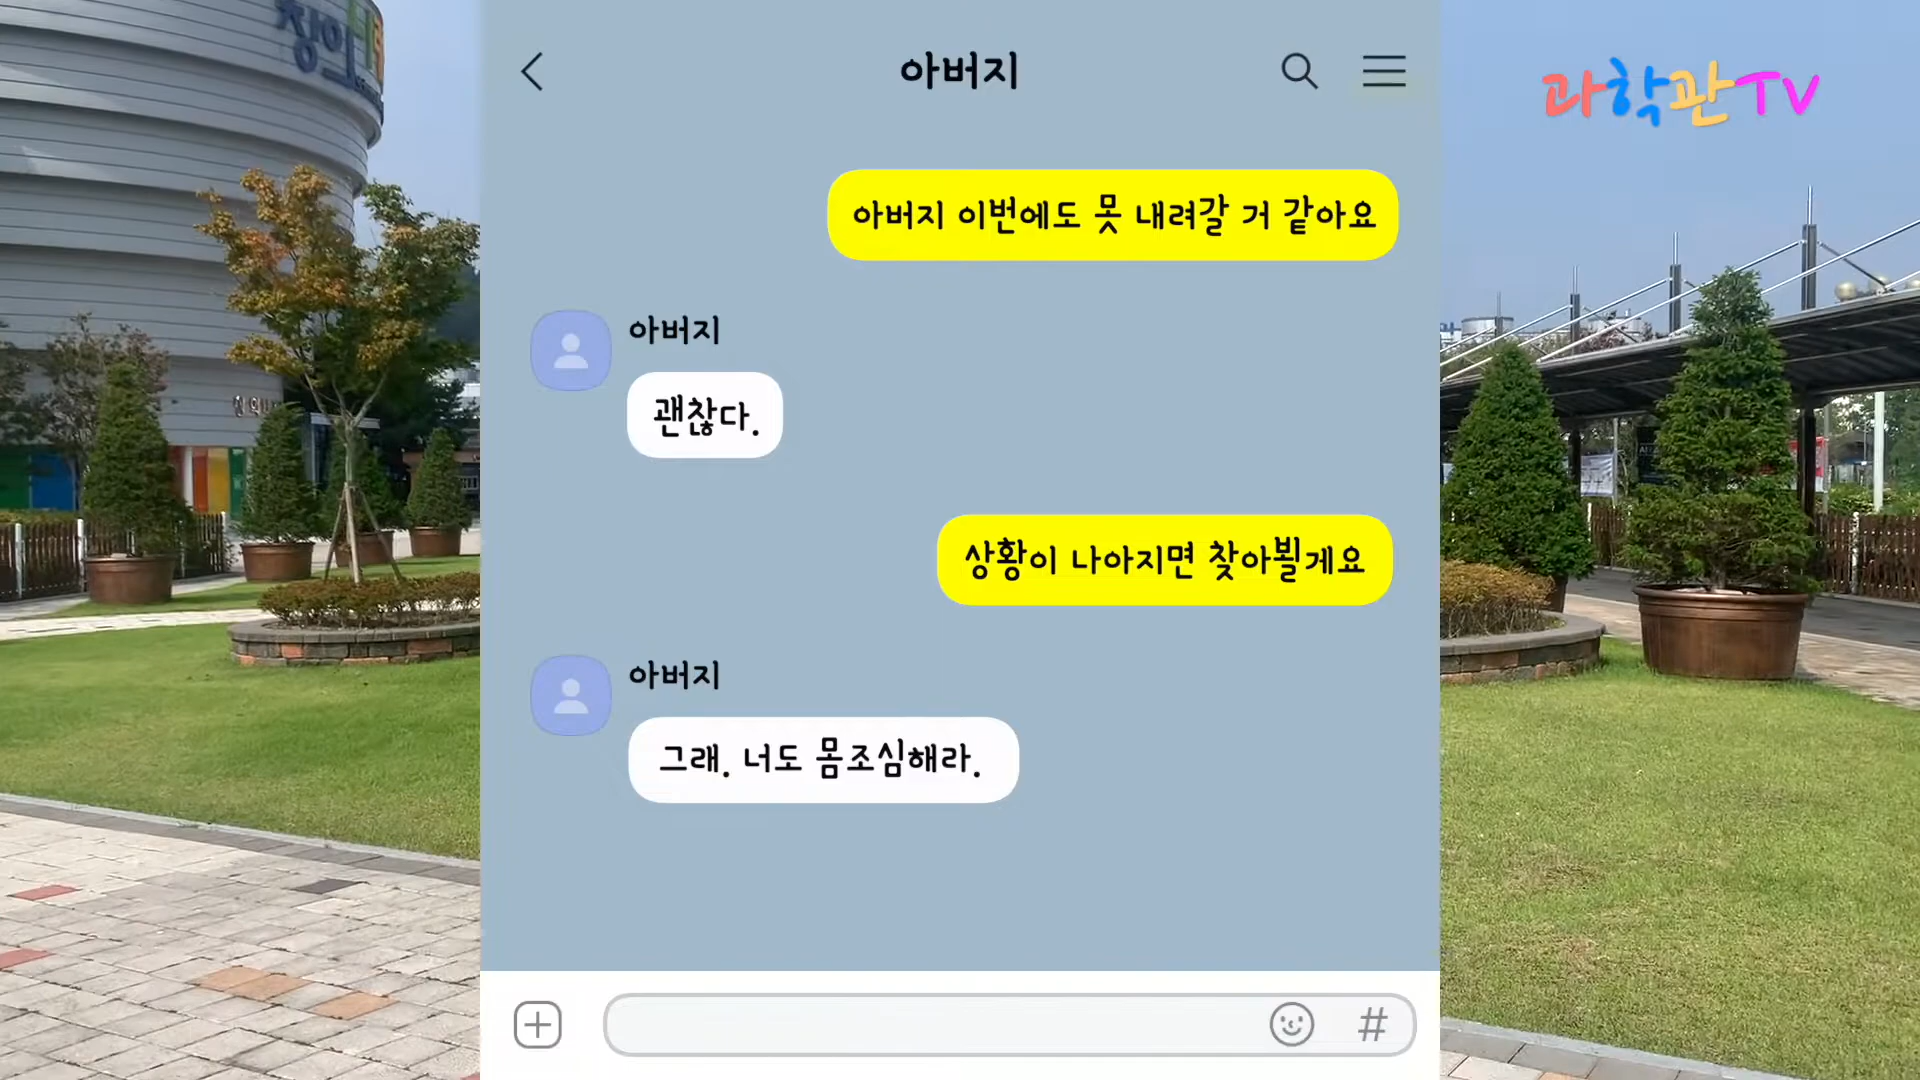 아버지
과학관TV
아버지 이번에도 못 내려갈 거 같아요
아버지
괜찮다.
상황이 나아지면 찾아뵐게요
아버지
그래. 너도 몸조심해라.
#